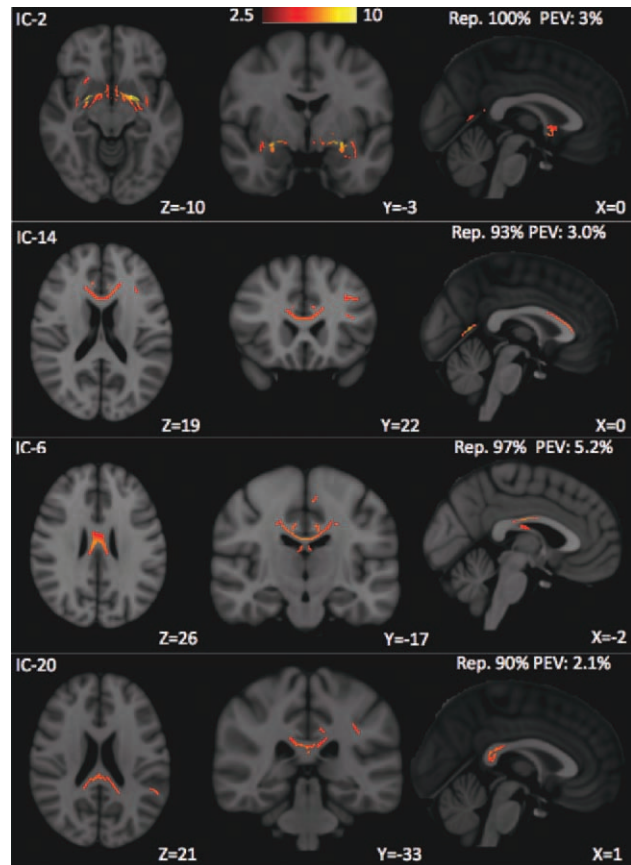 IC-2 2.5 10 Rep. 100% PEV: 3%
Z=-10 Y=-3 X=0
IC-14 Rep. 93% PEV: 3.0%
Z=19 Y=22 X=0
IC-6 Rep. 97% PEV: 5.2%
Z=26 Y=-17 X=-2
IC-20 Rep. 90% PEV: 2.1%
Z=21 Y=-33 X=1